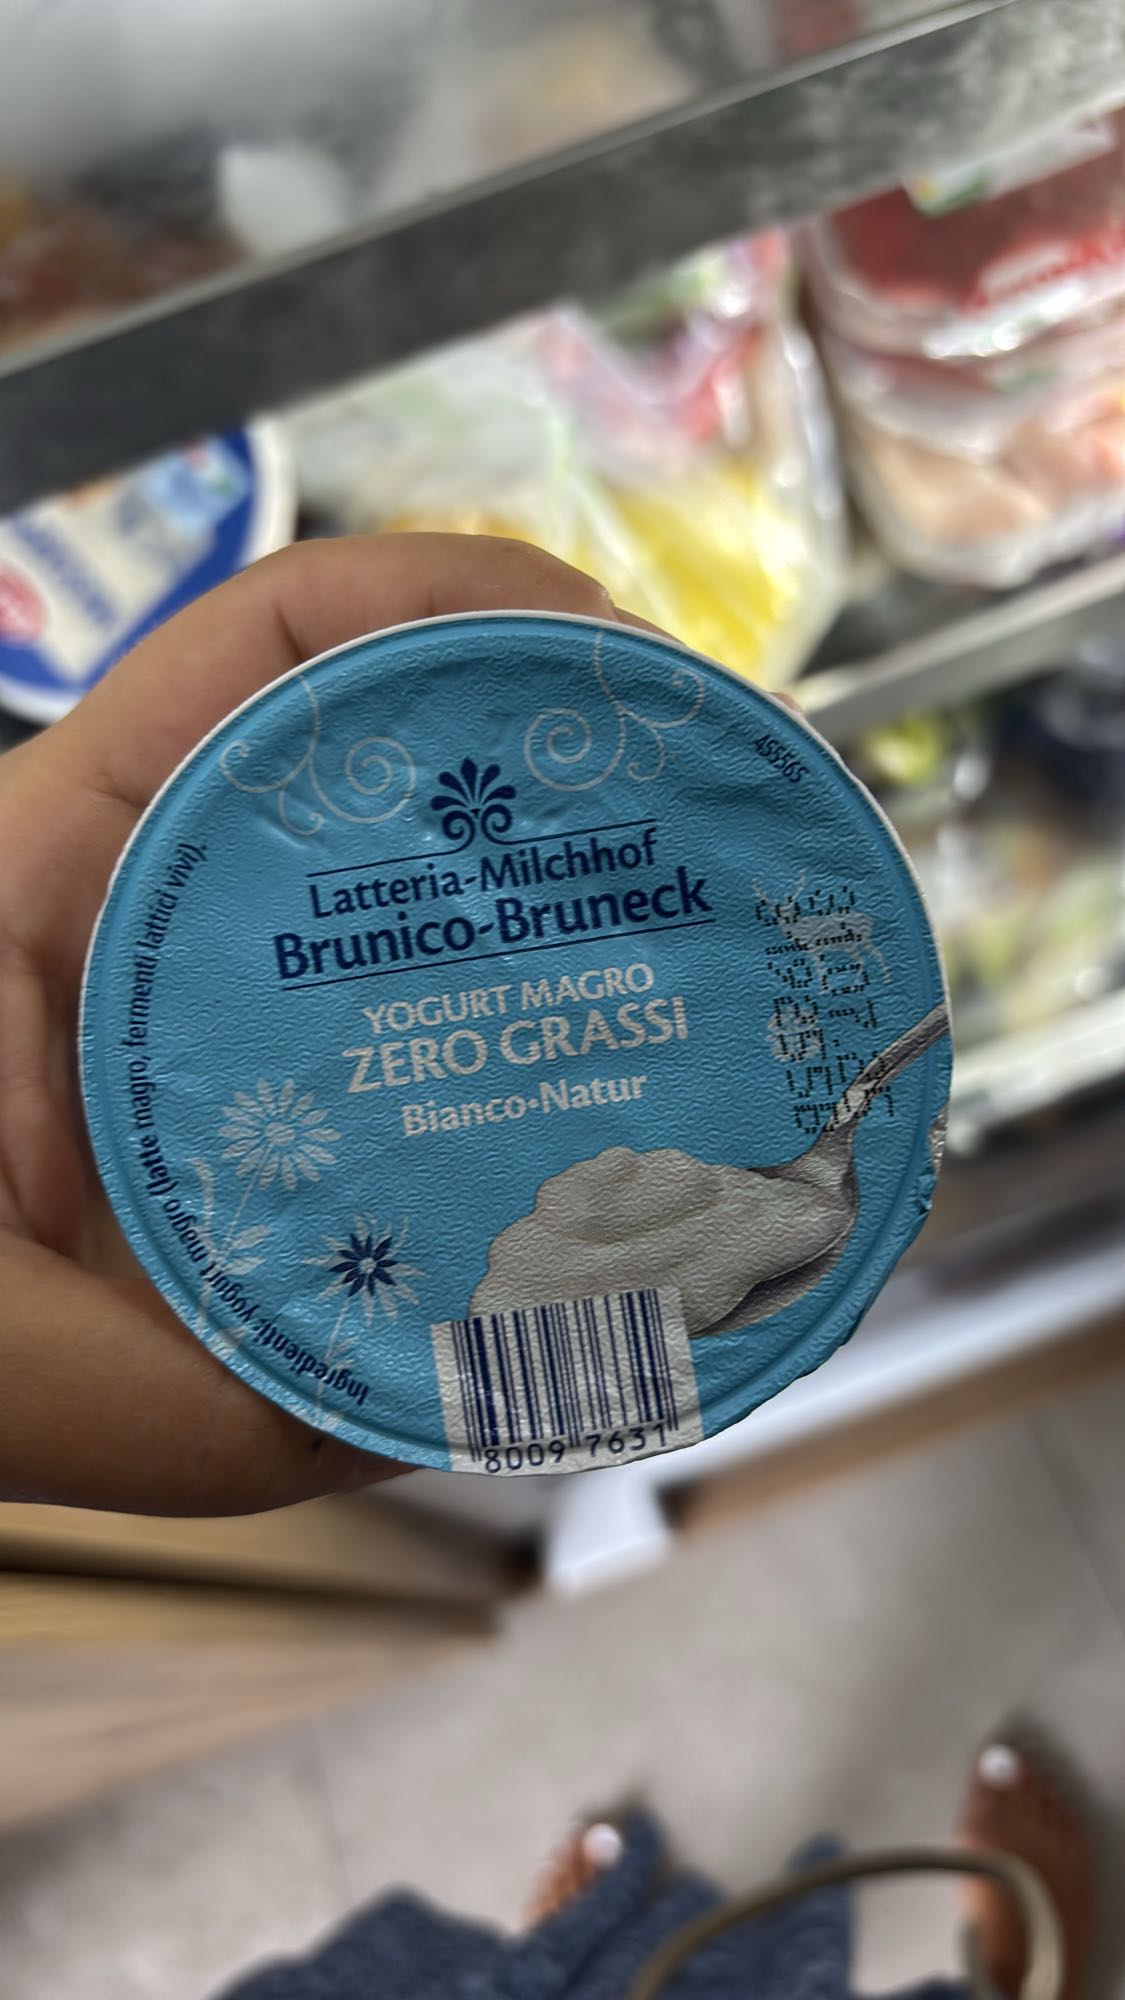 Latteria-Milchhof
Brunico-Bruneck
YOGURT MAGRO
ZERO GRASSI
Bianco•Natur
455565
Ingredienti: yogurt magro (latte magro, fermenti lattici vivi).
8009 7631